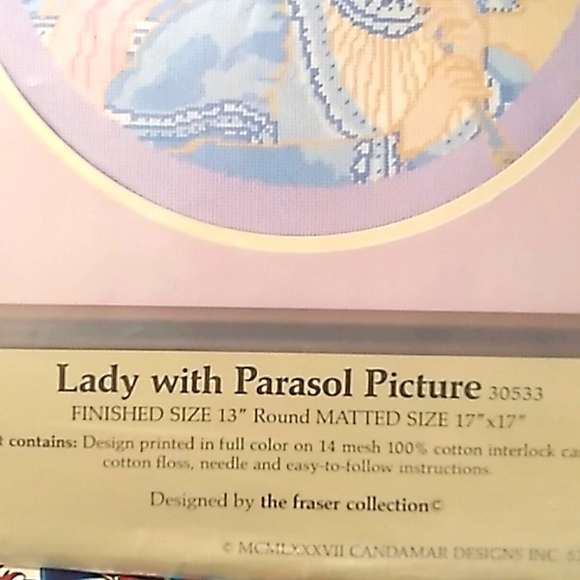 Lady with Parasol Picture 30533
FINISHED SIZE 13" Round MATTED SIZE 17"x17"
contains: Design printed in full color on 14 mesh 100% cotton interlock
cotton floss, needle and easy-to-follow instructions.
Designed by the fraser collection©
© MCMLXXXVII CANDAMAR DESIGNS INC.